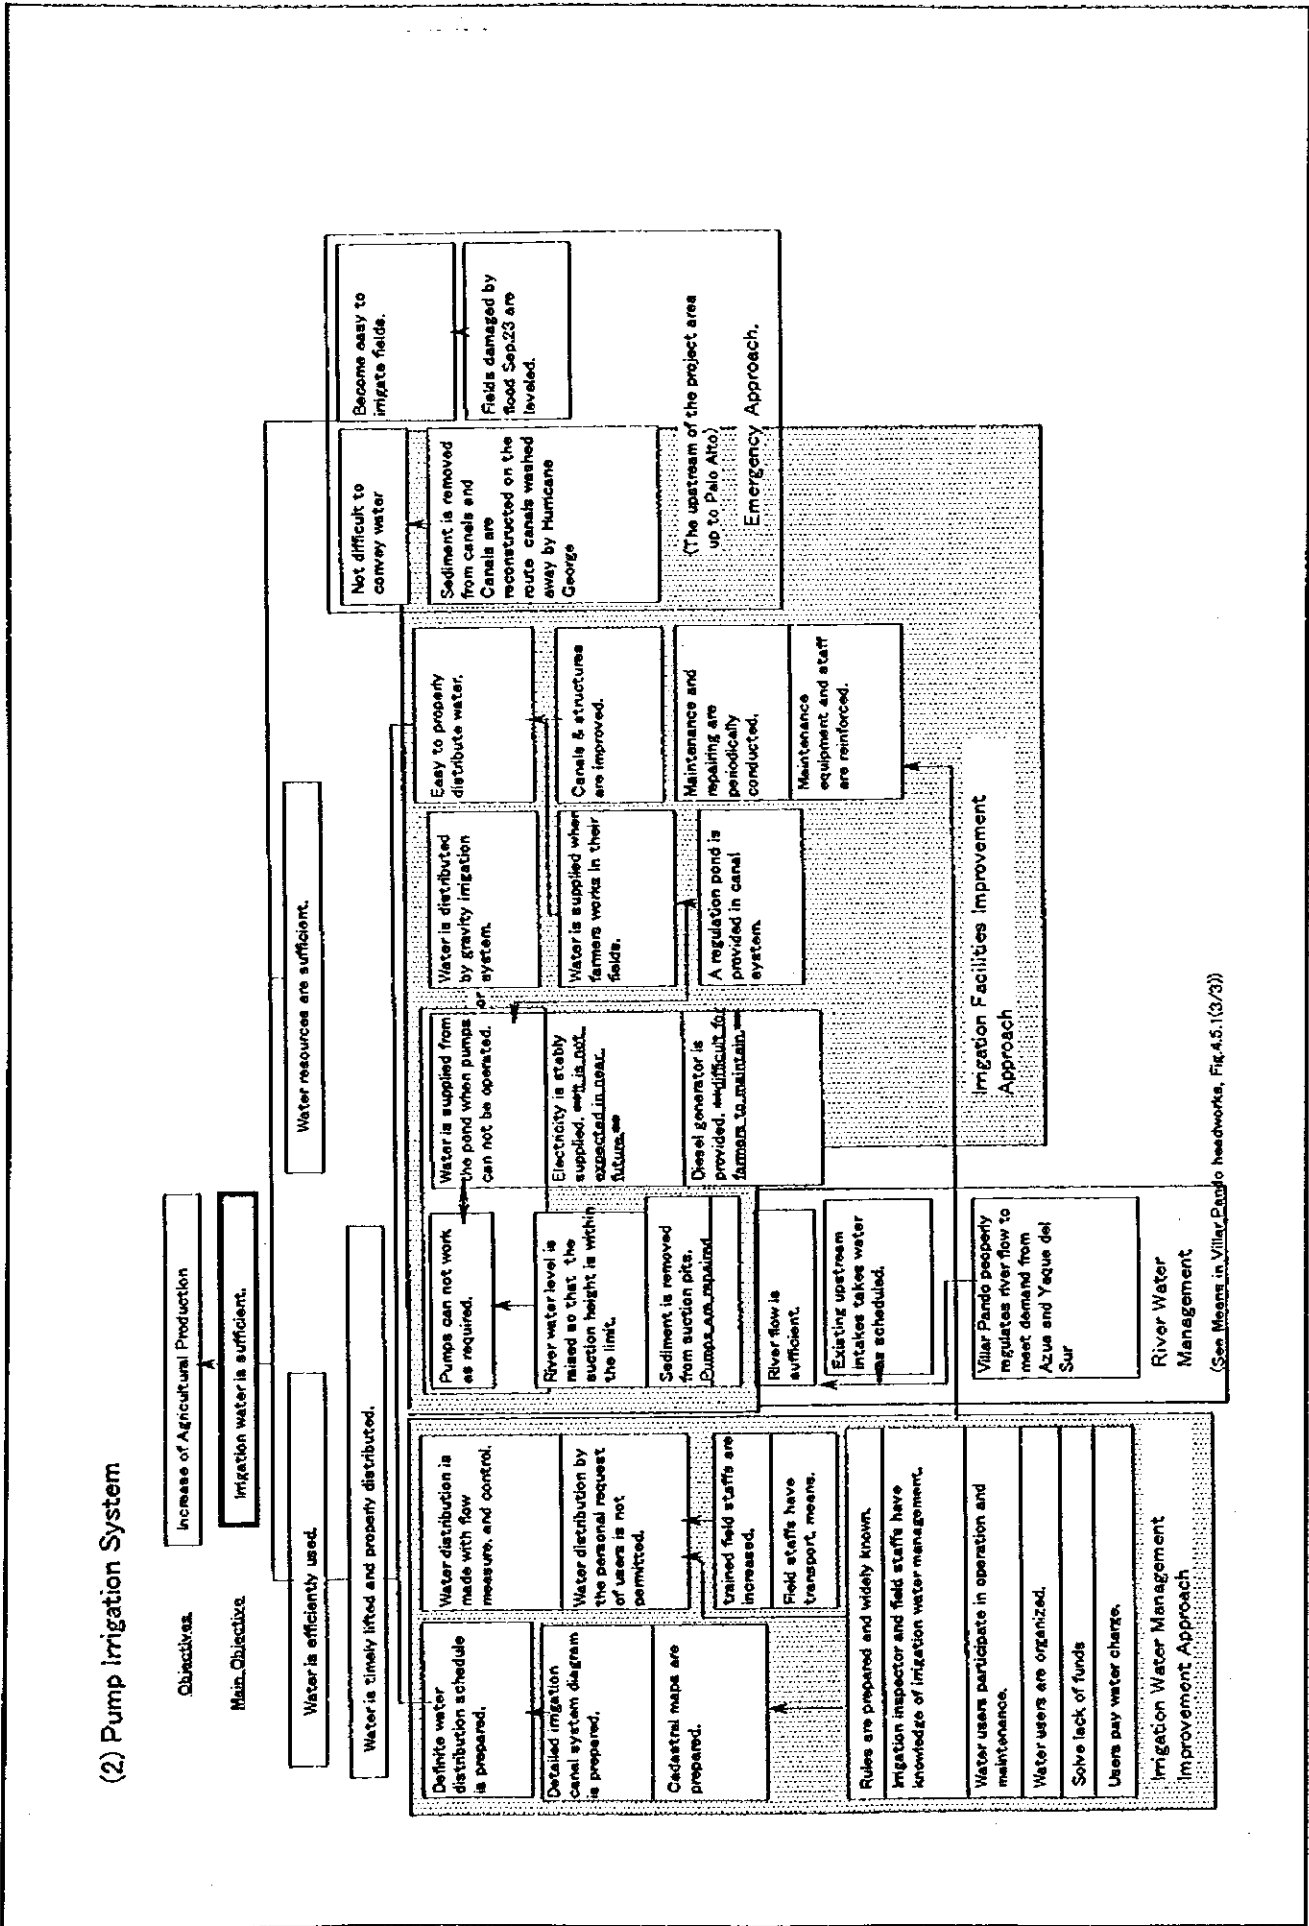 (2) Pump Irrigation System
Objectives
Increase of Agricultural Production
Main Objective
Irrigation water is sufficient.
Water is efficiently used.
Water resources are sufficient.
Water is timely lifted and properly distributed.
Definite water
distribution schedule
is prepared.
Detailed irrigation
canal system diagram
is prepared.
Cadastral maps are
prepared.
Water distribution is
made with flow
measure, and control.
Water distribution by
the personal request
of users is not
permitted.
trained field staffs are
increased.
Field staffs have
transport means.
Rules are prepared and widely known.
Irrigation inspector and field staffs have
knowledge of irrigation water management.
Water users participate in operation and
maintenance.
Water users are organized.
Solve lack of funds
Users pay water charge.
Irrigation Water Management
Improvement Approach
Pumps can not work
as required.
River water level is
raised so that the
suction height is within
the limit.
Sediment is removed
from suction pits.
Pumps are repaired
River flow is
sufficient.
Existing upstream
intakes takes water
as scheduled.
Villar Pando peoperly
regulates river flow to
meet demand from
Azua and Yaque del
Sur
River Water
Management
(See Means in Villar Pando headworks, Fig.4.5.1(3/3))
Water is supplied from
the pond when pumps
can not be operated.
or
Electricity is stably
supplied. **It is not
expected in near
future.**
Diesel generator is
provided. **difficult for
farmers to maintain.**
Water is distributed
by gravity irrigation
system.
Water is supplied when
farmers works in their
fields.
A regulation pond is
provided in canal
system.
Easy to properly
distribute water.
Canals & structures
are improved.
Maintenance and
repairing are
periodically
conducted.
Maintenance
equipment and staff
are reinforced.
Irrigation Facilities Improvement
Approach
Not difficult to
convey water
Sediment is removed
from canals and
Canals are
reconstructed on the
route canals washed
away by Hurricane
George
Become easy to
irrigate fields.
Fields damaged by
flood Sep.23 are
leveled.
(The upstream of the project area
up to Palo Alto)
Emergency Approach.